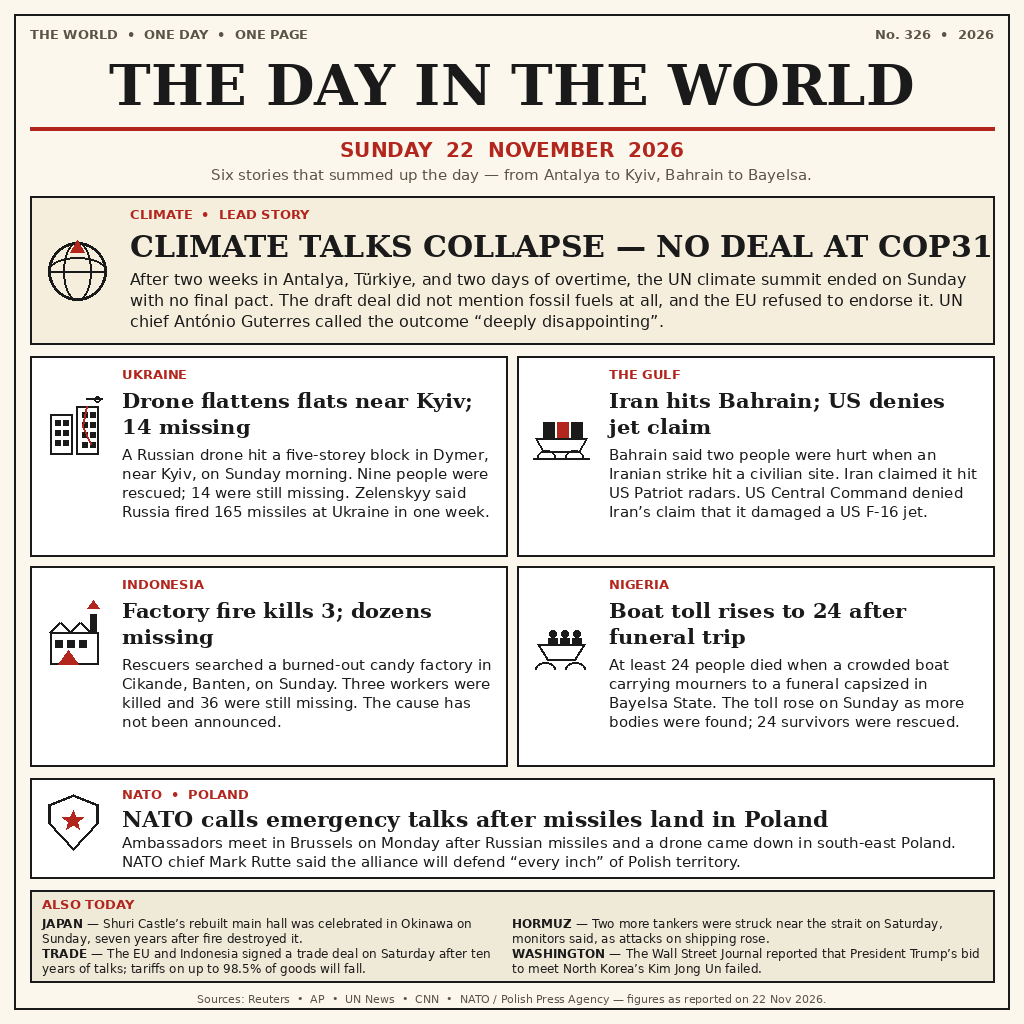 THE WORLD • ONE DAY • ONE PAGE
No. 326 • 2026
THE DAY IN THE WORLD
SUNDAY 22 NOVEMBER 2026
Six stories that summed up the day — from Antalya to Kyiv, Bahrain to Bayelsa.
CLIMATE • LEAD STORY
CLIMATE TALKS COLLAPSE — NO DEAL AT COP31
After two weeks in Antalya, Türkiye, and two days of overtime, the UN climate summit ended on Sunday
with no final pact. The draft deal did not mention fossil fuels at all, and the EU refused to endorse it. UN
chief António Guterres called the outcome “deeply disappointing”.
UKRAINE
Drone flattens flats near Kyiv;
14 missing
A Russian drone hit a five-storey block in Dymer,
near Kyiv, on Sunday morning. Nine people were
rescued; 14 were still missing. Zelenskyy said
Russia fired 165 missiles at Ukraine in one week.
THE GULF
Iran hits Bahrain; US denies
jet claim
Bahrain said two people were hurt when an
Iranian strike hit a civilian site. Iran claimed it hit
US Patriot radars. US Central Command denied
Iran’s claim that it damaged a US F-16 jet.
INDONESIA
Factory fire kills 3; dozens
missing
Rescuers searched a burned-out candy factory in
Cikande, Banten, on Sunday. Three workers were
killed and 36 were still missing. The cause has
not been announced.
NIGERIA
Boat toll rises to 24 after
funeral trip
At least 24 people died when a crowded boat
carrying mourners to a funeral capsized in
Bayelsa State. The toll rose on Sunday as more
bodies were found; 24 survivors were rescued.
NATO • POLAND
NATO calls emergency talks after missiles land in Poland
Ambassadors meet in Brussels on Monday after Russian missiles and a drone came down in south-east Poland.
NATO chief Mark Rutte said the alliance will defend “every inch” of Polish territory.
ALSO TODAY
JAPAN — Shuri Castle’s rebuilt main hall was celebrated in Okinawa on
Sunday, seven years after fire destroyed it.
TRADE — The EU and Indonesia signed a trade deal on Saturday after ten
years of talks; tariffs on up to 98.5% of goods will fall.
HORMUZ — Two more tankers were struck near the strait on Saturday,
monitors said, as attacks on shipping rose.
WASHINGTON — The Wall Street Journal reported that President Trump’s bid
to meet North Korea’s Kim Jong Un failed.
Sources: Reuters • AP • UN News • CNN • NATO / Polish Press Agency — figures as reported on 22 Nov 2026.